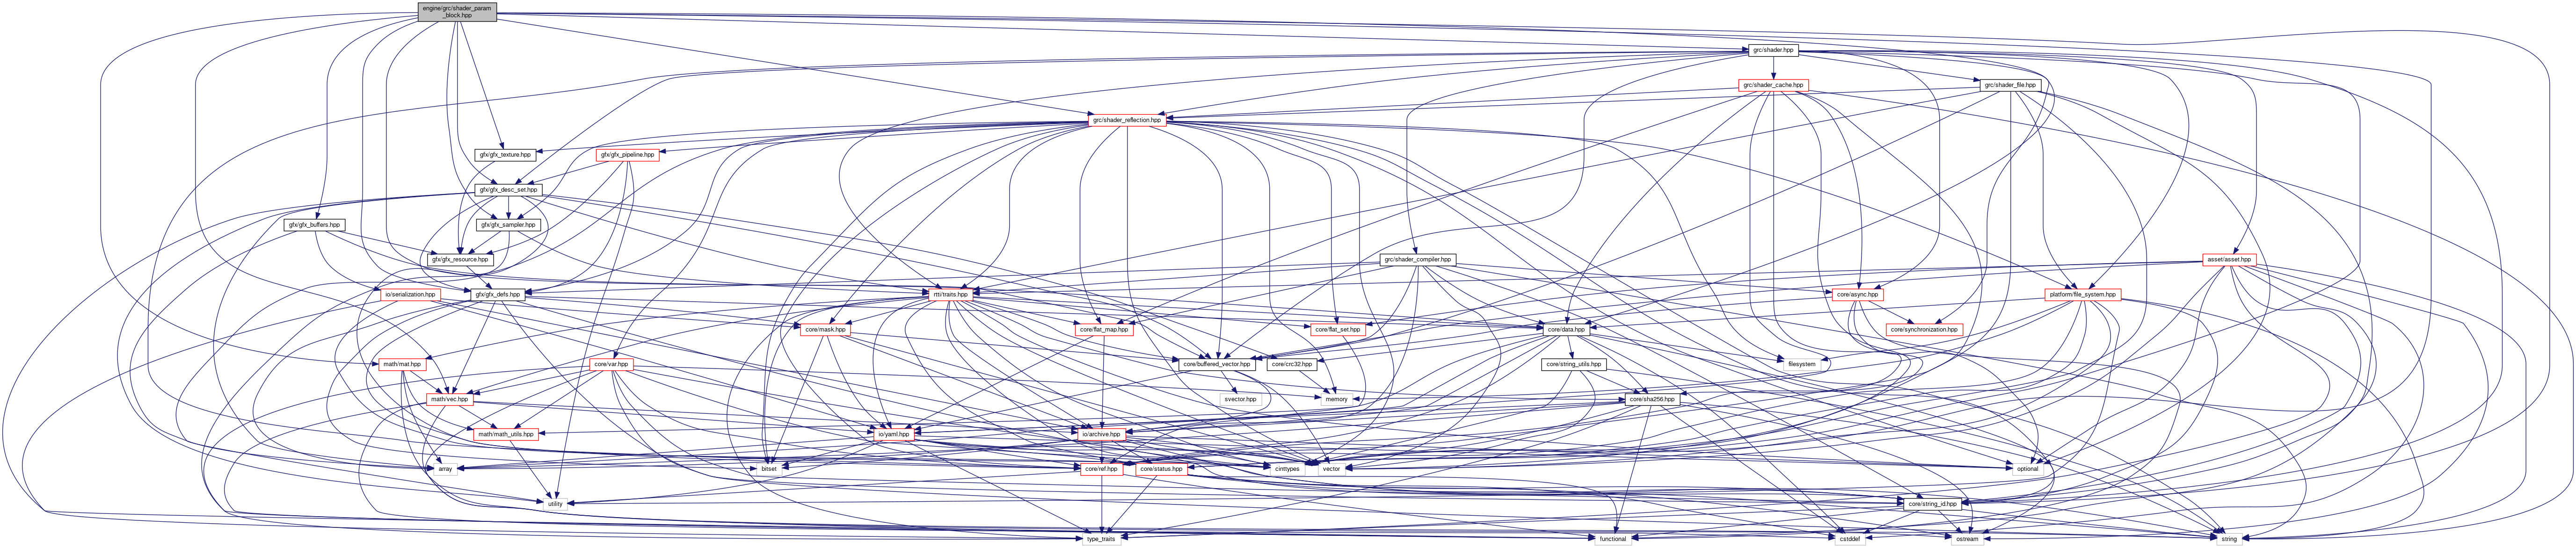 engine/grc/shader_param
_block.hpp
grc/shader.hpp
grc/shader_cache.hpp
grc/shader_file.hpp
grc/shader_reflection.hpp
gfx/gfx_texture.hpp
gfx/gfx_pipeline.hpp
gfx/gfx_desc_set.hpp
gfx/gfx_buffers.hpp
gfx/gfx_sampler.hpp
gfx/gfx_resource.hpp
grc/shader_compiler.hpp
asset/asset.hpp
io/serialization.hpp
gfx/gfx_defs.hpp
rtti/traits.hpp
core/async.hpp
platform/file_system.hpp
core/mask.hpp
core/flat_map.hpp
core/flat_set.hpp
core/data.hpp
core/synchronization.hpp
math/mat.hpp
core/var.hpp
core/buffered_vector.hpp
core/crc32.hpp
core/string_utils.hpp
filesystem
math/vec.hpp
svector.hpp
memory
core/sha256.hpp
math/math_utils.hpp
io/yaml.hpp
io/archive.hpp
array
bitset
core/ref.hpp
core/status.hpp
cinttypes
vector
optional
utility
core/string_id.hpp
type_traits
functional
cstddef
ostream
string